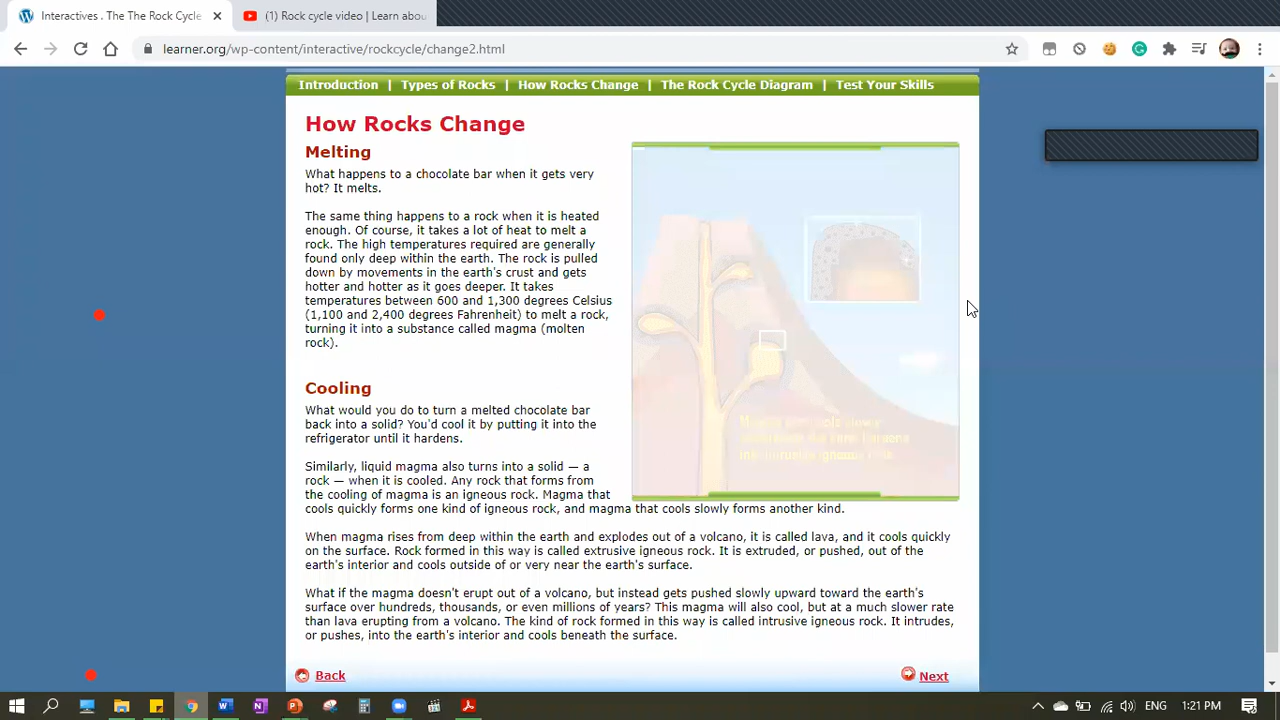 Interactives . The The Rock Cycle
(1) Rock cycle video | Learn abou
learner.org/wp-content/interactive/rockcycle/change2.html
Introduction | Types of Rocks | How Rocks Change | The Rock Cycle Diagram | Test Your Skills
How Rocks Change
Melting
What happens to a chocolate bar when it gets very
hot? It melts.
The same thing happens to a rock when it is heated
enough. Of course, it takes a lot of heat to melt a
rock. The high temperatures required are generally
found only deep within the earth. The rock is pulled
down by movements in the earth's crust and gets
hotter and hotter as it goes deeper. It takes
temperatures between 600 and 1,300 degrees Celsius
(1,100 and 2,400 degrees Fahrenheit) to melt a rock,
turning it into a substance called magma (molten
rock).
Cooling
What would you do to turn a melted chocolate bar
back into a solid? You'd cool it by putting it into the
refrigerator until it hardens.
Similarly, liquid magma also turns into a solid — a
rock — when it is cooled. Any rock that forms from
the cooling of magma is an igneous rock. Magma that
cools quickly forms one kind of igneous rock, and magma that cools slowly forms another kind.
When magma rises from deep within the earth and explodes out of a volcano, it is called lava, and it cools quickly
on the surface. Rock formed in this way is called extrusive igneous rock. It is extruded, or pushed, out of the
earth's interior and cools outside of or very near the earth's surface.
What if the magma doesn't erupt out of a volcano, but instead gets pushed slowly upward toward the earth's
surface over hundreds, thousands, or even millions of years? This magma will also cool, but at a much slower rate
than lava erupting from a volcano. The kind of rock formed in this way is called intrusive igneous rock. It intrudes,
or pushes, into the earth's interior and cools beneath the surface.
Back
Next
ENG
1:21 PM